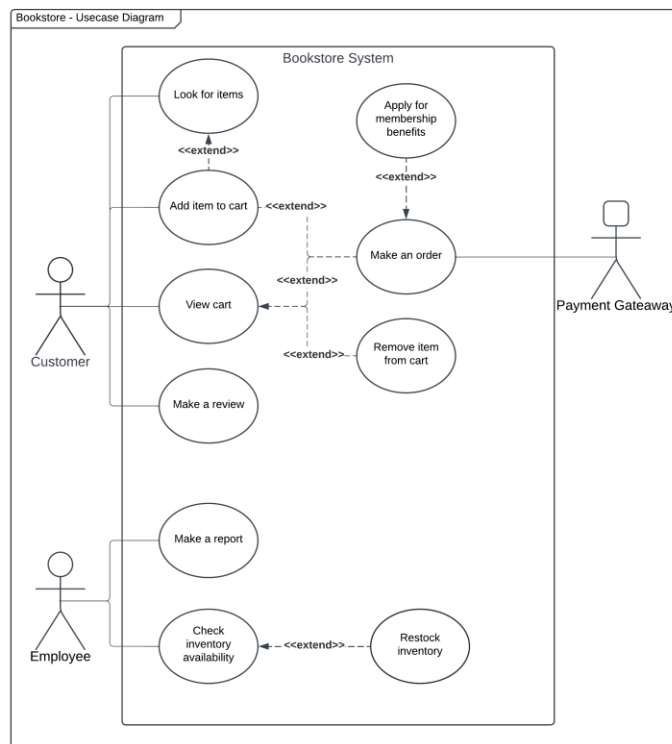 Bookstore - Usecase Diagram
Bookstore System
Look for items
Apply for
membership
benefits
<<extend>>
<<extend>>
Add item to cart
<<extend>>
Make an order
Payment Gateaway
<<extend>>
View cart
Customer
<<extend>>
Remove item
from cart
Make a review
Make a report
Employee
Check
inventory
availability
<<extend>>
Restock
inventory